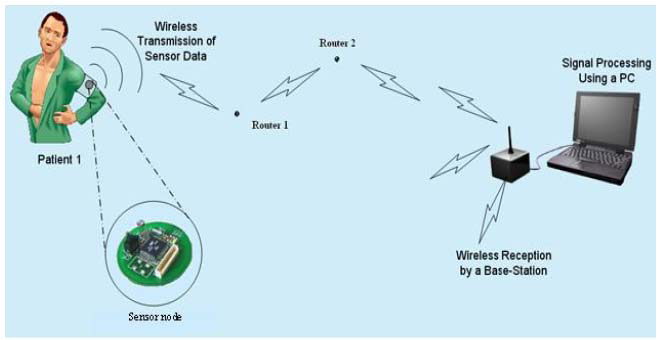 Wireless
Transmission of
Sensor Data
Router 2
Signal Processing
Using a PC
Router 1
Patient 1
Wireless Reception
by a Base-Station
Sensor node